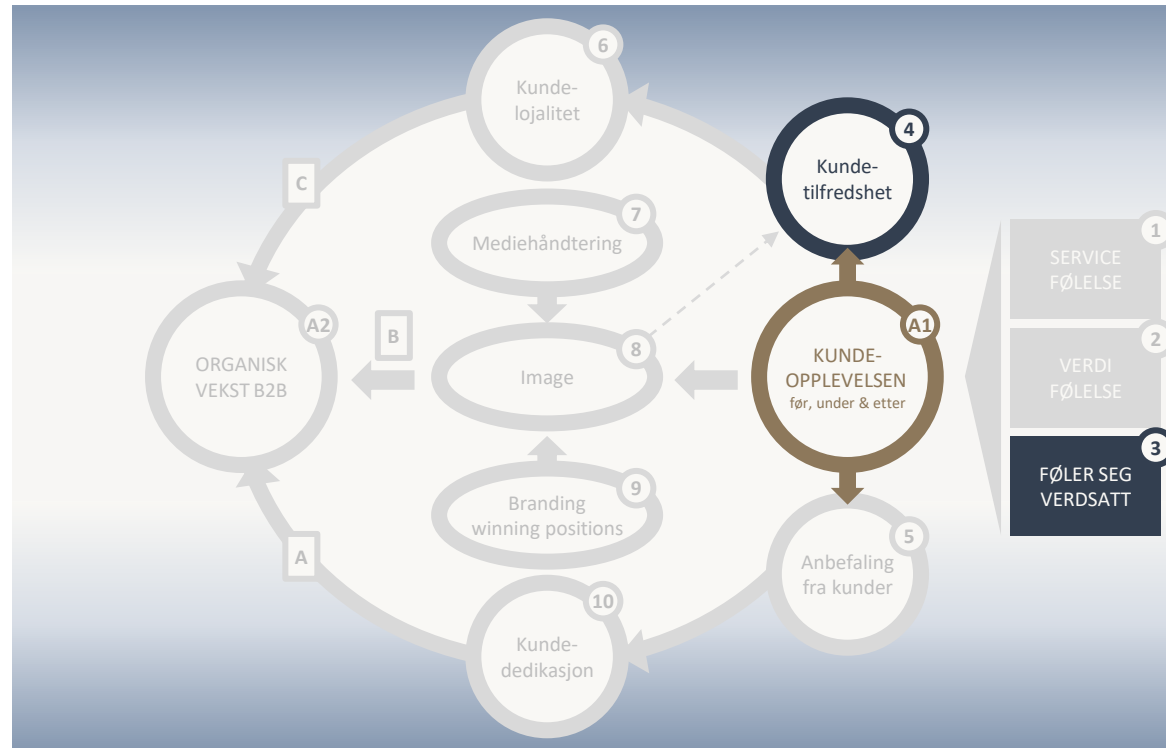 6
Kunde-
lojalitet
4
Kunde-
tilfredshet
C
7
Mediehåndtering
1
SERVICE
FØLELSE
A2
ORGANISK
VEKST B2B
B
8
Image
A1
KUNDE-
OPPLEVELSEN
før, under & etter
2
VERDI
FØLELSE
3
FØLER SEG
VERDSATT
9
Branding
winning positions
A
5
Anbefaling
fra kunder
10
Kunde-
dedikasjon